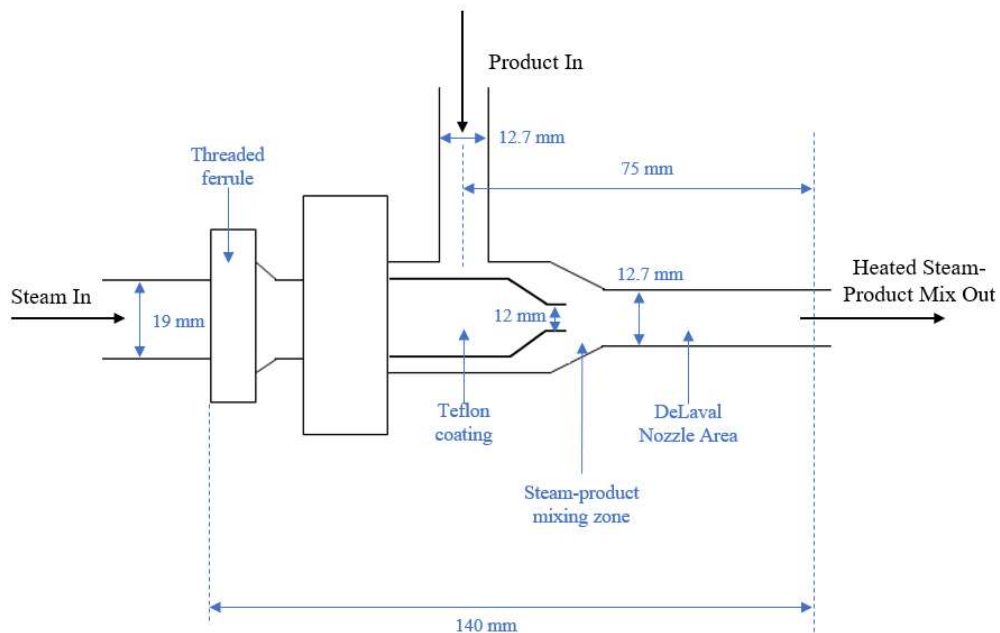 Product In
12.7 mm
Threaded
ferrule
75 mm
12.7 mm
Heated Steam-
Product Mix Out
Steam In
19 mm
12 mm
Teflon
coating
DeLaval
Nozzle Area
Steam-product
mixing zone
140 mm